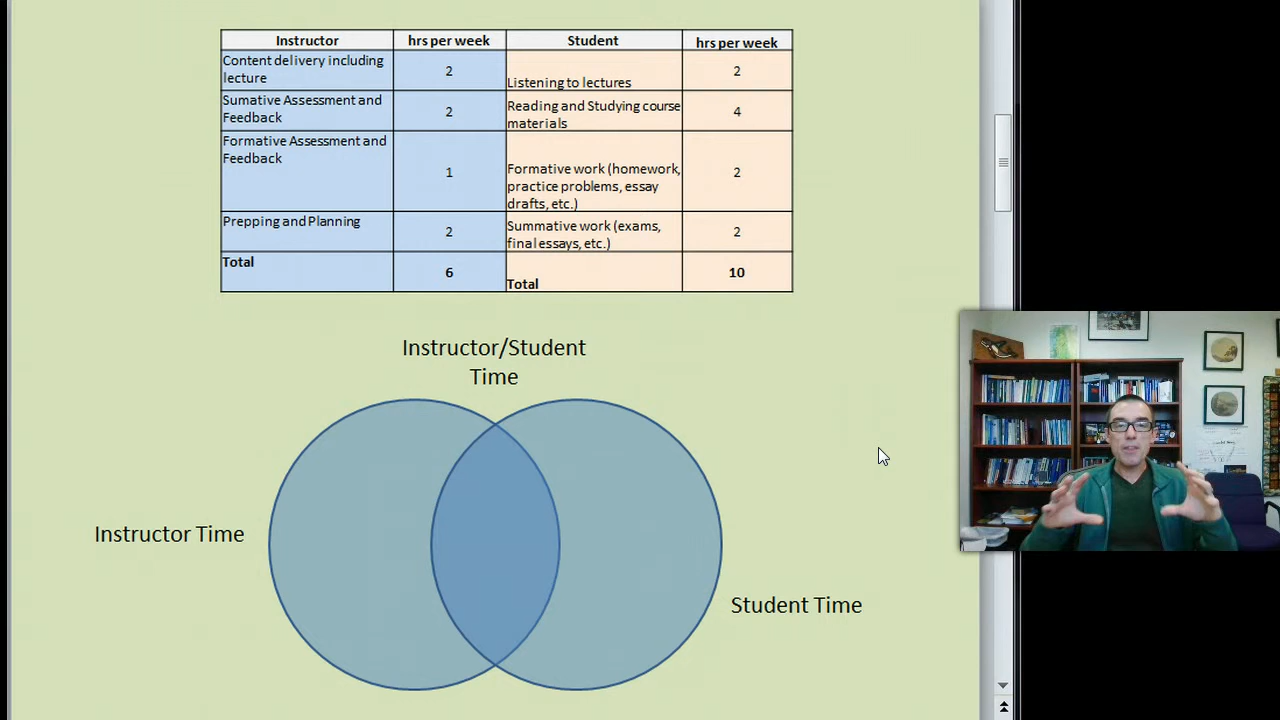 Instructor hrs per week Student hrs per week
Content delivery including
lecture
2
Listening to lectures
2
Sumative Assessment and
Feedback
2
Reading and Studying course
materials
4
Formative Assessment and
Feedback
1
Formative work (homework,
practice problems, essay
drafts, etc.)
2
Prepping and Planning
2
Summative work (exams,
final essays, etc.)
2
Total
6
Total
10
Instructor/Student
Time
Instructor Time
Student Time